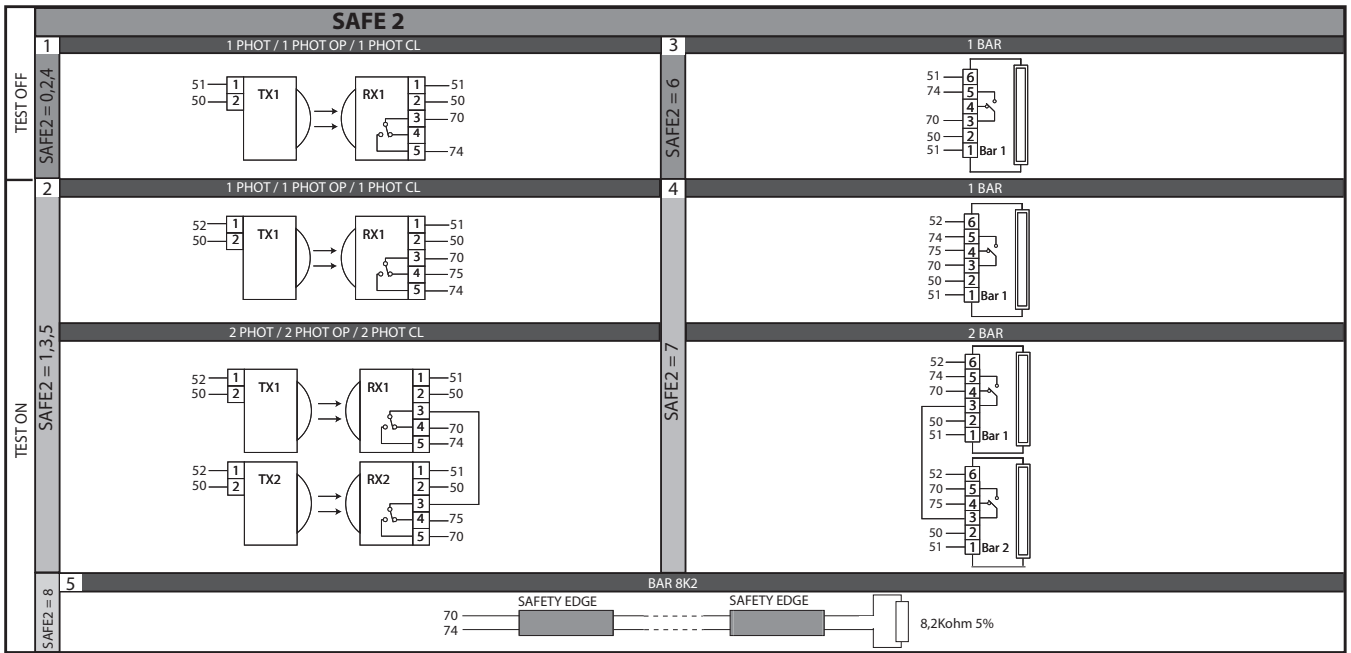 SAFE 2
TEST OFF
SAFE2 = 0,2,4
1
1 PHOT / 1 PHOT OP / 1 PHOT CL
51 1 TX1 RX1 1 51
50 2 2 50
3 70
4
5 74
SAFE2 = 6
3
1 BAR
51 6
74 5
4
70 3
50 2
51 1 Bar 1
TEST ON
SAFE2 = 1,3,5
2
1 PHOT / 1 PHOT OP / 1 PHOT CL
52 1 TX1 RX1 1 51
50 2 2 50
3 70
4 75
5 74
2 PHOT / 2 PHOT OP / 2 PHOT CL
52 1 TX1 RX1 1 51
50 2 2 50
3
4 70
5 74
52 1 TX2 RX2 1 51
50 2 2 50
3
4 75
5 70
SAFE2 = 7
4
1 BAR
52 6
74 5
75 4
70 3
50 2
51 1 Bar 1
2 BAR
52 6
74 5
70 4
3
50 2
51 1 Bar 1
52 6
70 5
75 4
3
50 2
51 1 Bar 2
SAFE2 = 8
5
BAR 8K2
SAFETY EDGE SAFETY EDGE
70
74
8,2Kohm 5%